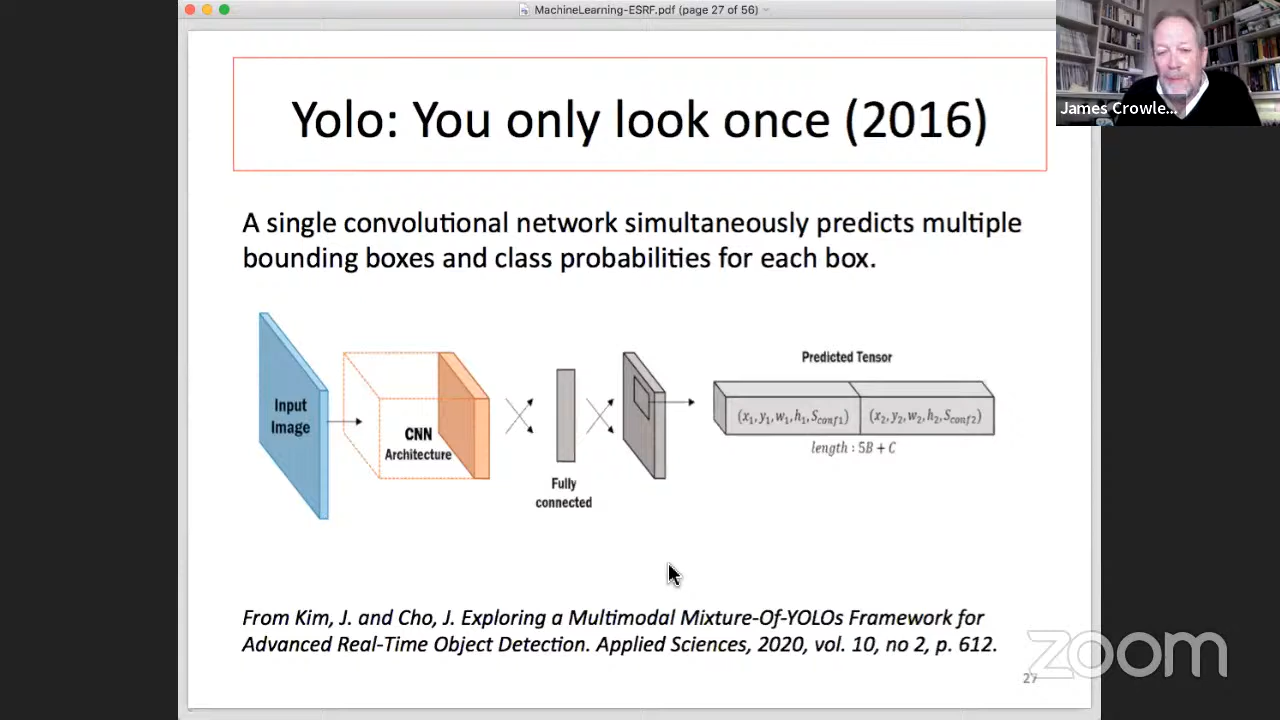 MachineLearning-ESRF.pdf (page 27 of 56)
James Crowle...
Yolo: You only look once (2016)
A single convolutional network simultaneously predicts multiple
bounding boxes and class probabilities for each box.
Input
Image
CNN
Architecture
Fully
connected
Predicted Tensor
(x₁, y₁, w₁, h₁, S_conf1)
(x₂, y₂, w₂, h₂, S_conf2)
length : 5B + C
From Kim, J. and Cho, J. Exploring a Multimodal Mixture-Of-YOLOs Framework for
Advanced Real-Time Object Detection. Applied Sciences, 2020, vol. 10, no 2, p. 612.
zoom
27